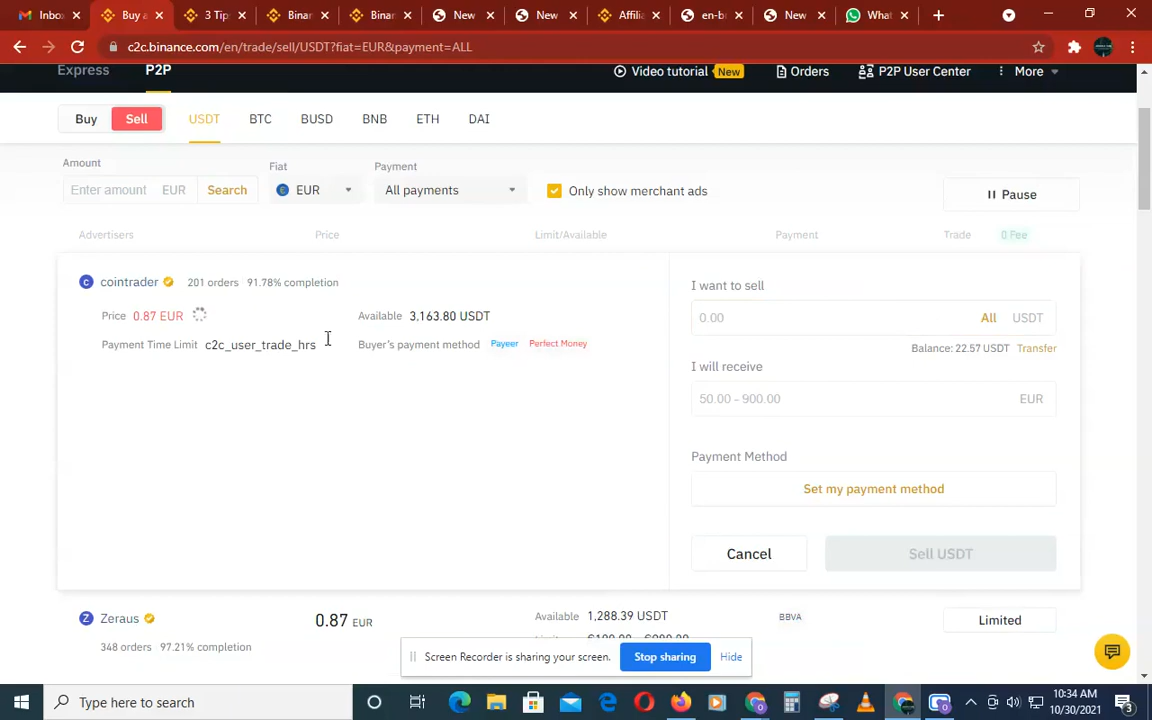 Inbox
Buy a
3 Tip
Binan
Binan
New
New
Affilia
en-br
New
What
c2c.binance.com/en/trade/sell/USDT?fiat=EUR&payment=ALL
Express
P2P
Video tutorial
New
Orders
P2P User Center
More
Buy
Sell
USDT
BTC
BUSD
BNB
ETH
DAI
Amount
Fiat
Payment
Enter amount EUR Search
EUR
All payments
Only show merchant ads
Pause
Advertisers
Price
Limit/Available
Payment
Trade
0 Fee
c
cointrader
201 orders
91.78% completion
Price 0.87 EUR
Available 3,163.80 USDT
Payment Time Limit c2c_user_trade_hrs
Buyer's payment method Payeer Perfect Money
I want to sell
0.00 All USDT
Balance: 22.57 USDT Transfer
I will receive
50.00 - 900.00 EUR
Payment Method
Set my payment method
Cancel
Sell USDT
Z
Zeraus
348 orders 97.21% completion
0.87 EUR
Available 1,288.39 USDT
BBVA
Limited
Screen Recorder is sharing your screen.
Stop sharing
Hide
Type here to search
10:34 AM
10/30/2021
3